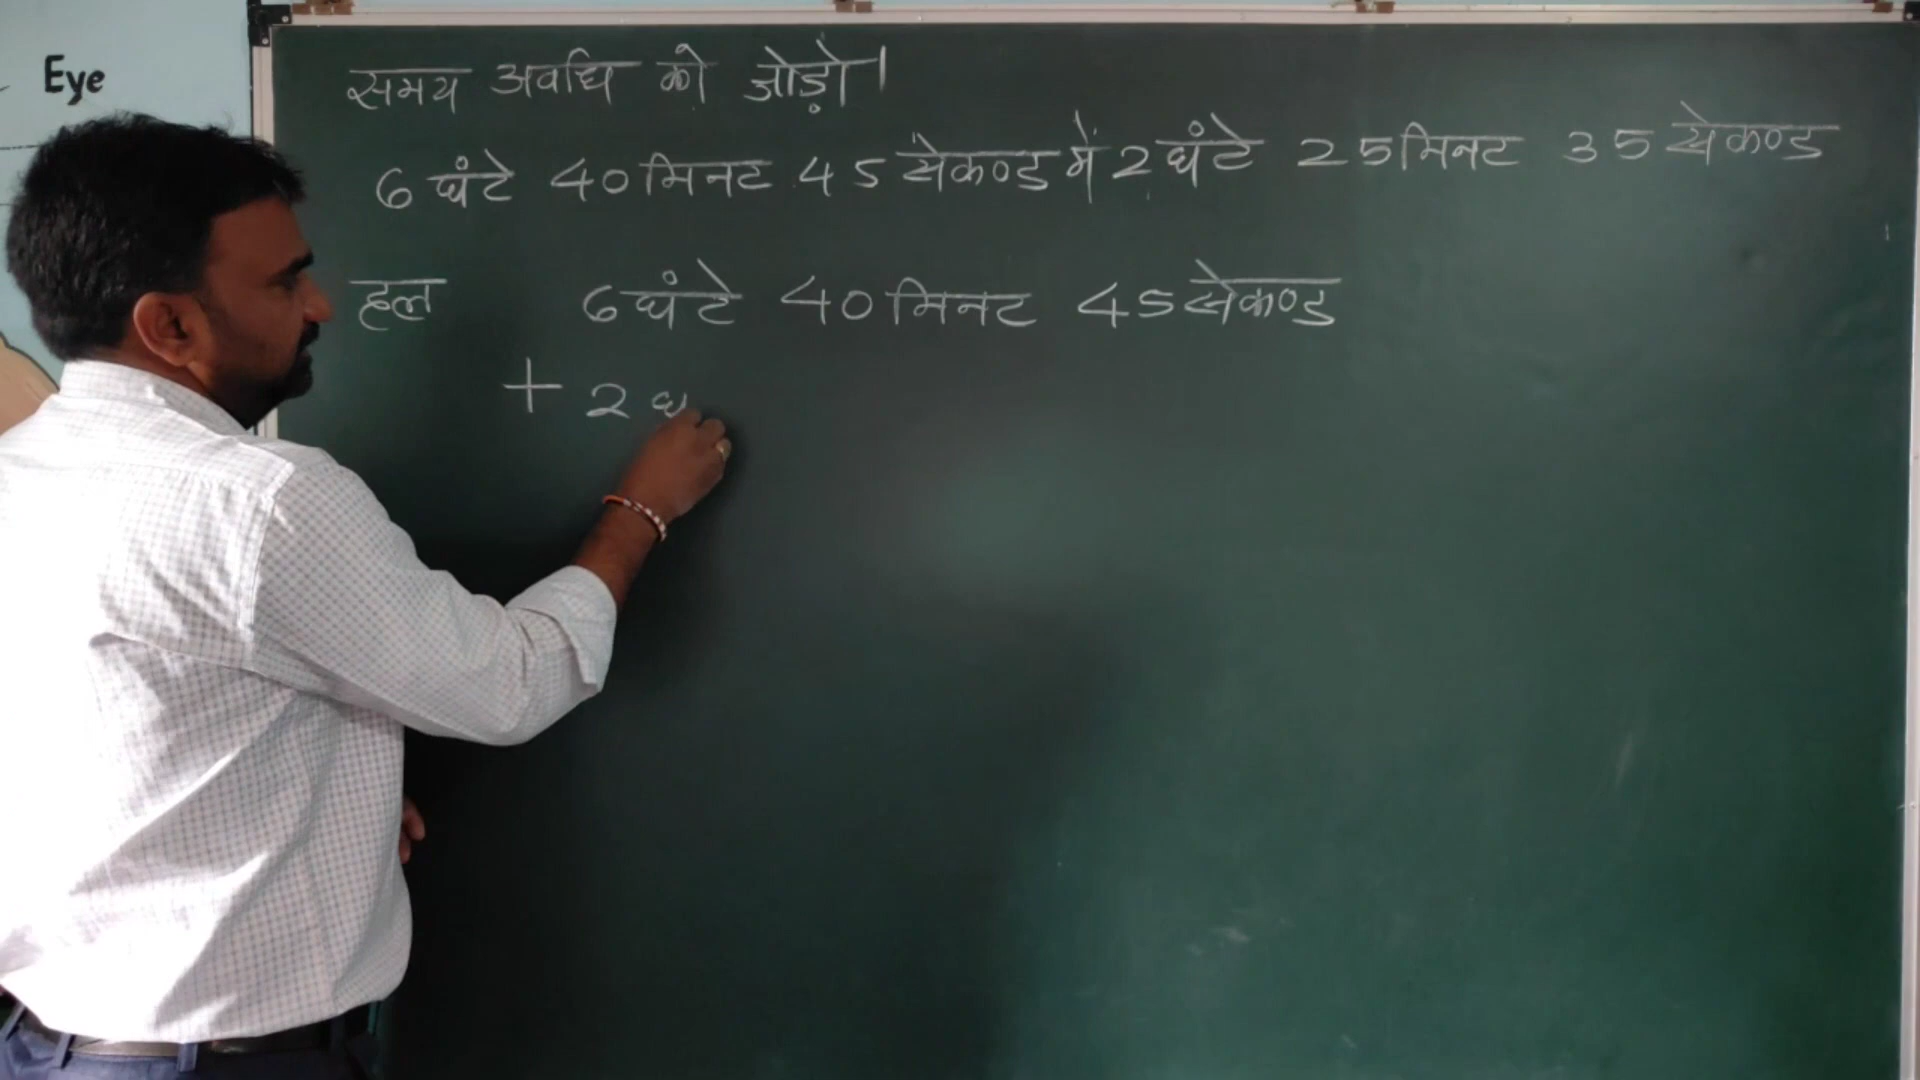 Eye
समय अवधि को जोड़ो।
6 घंटे 40 मिनट 45 सेकण्ड में 2 घंटे 25 मिनट 35 सेकण्ड
हल 6 घंटे 40 मिनट 45 सेकण्ड
+ 2 घ